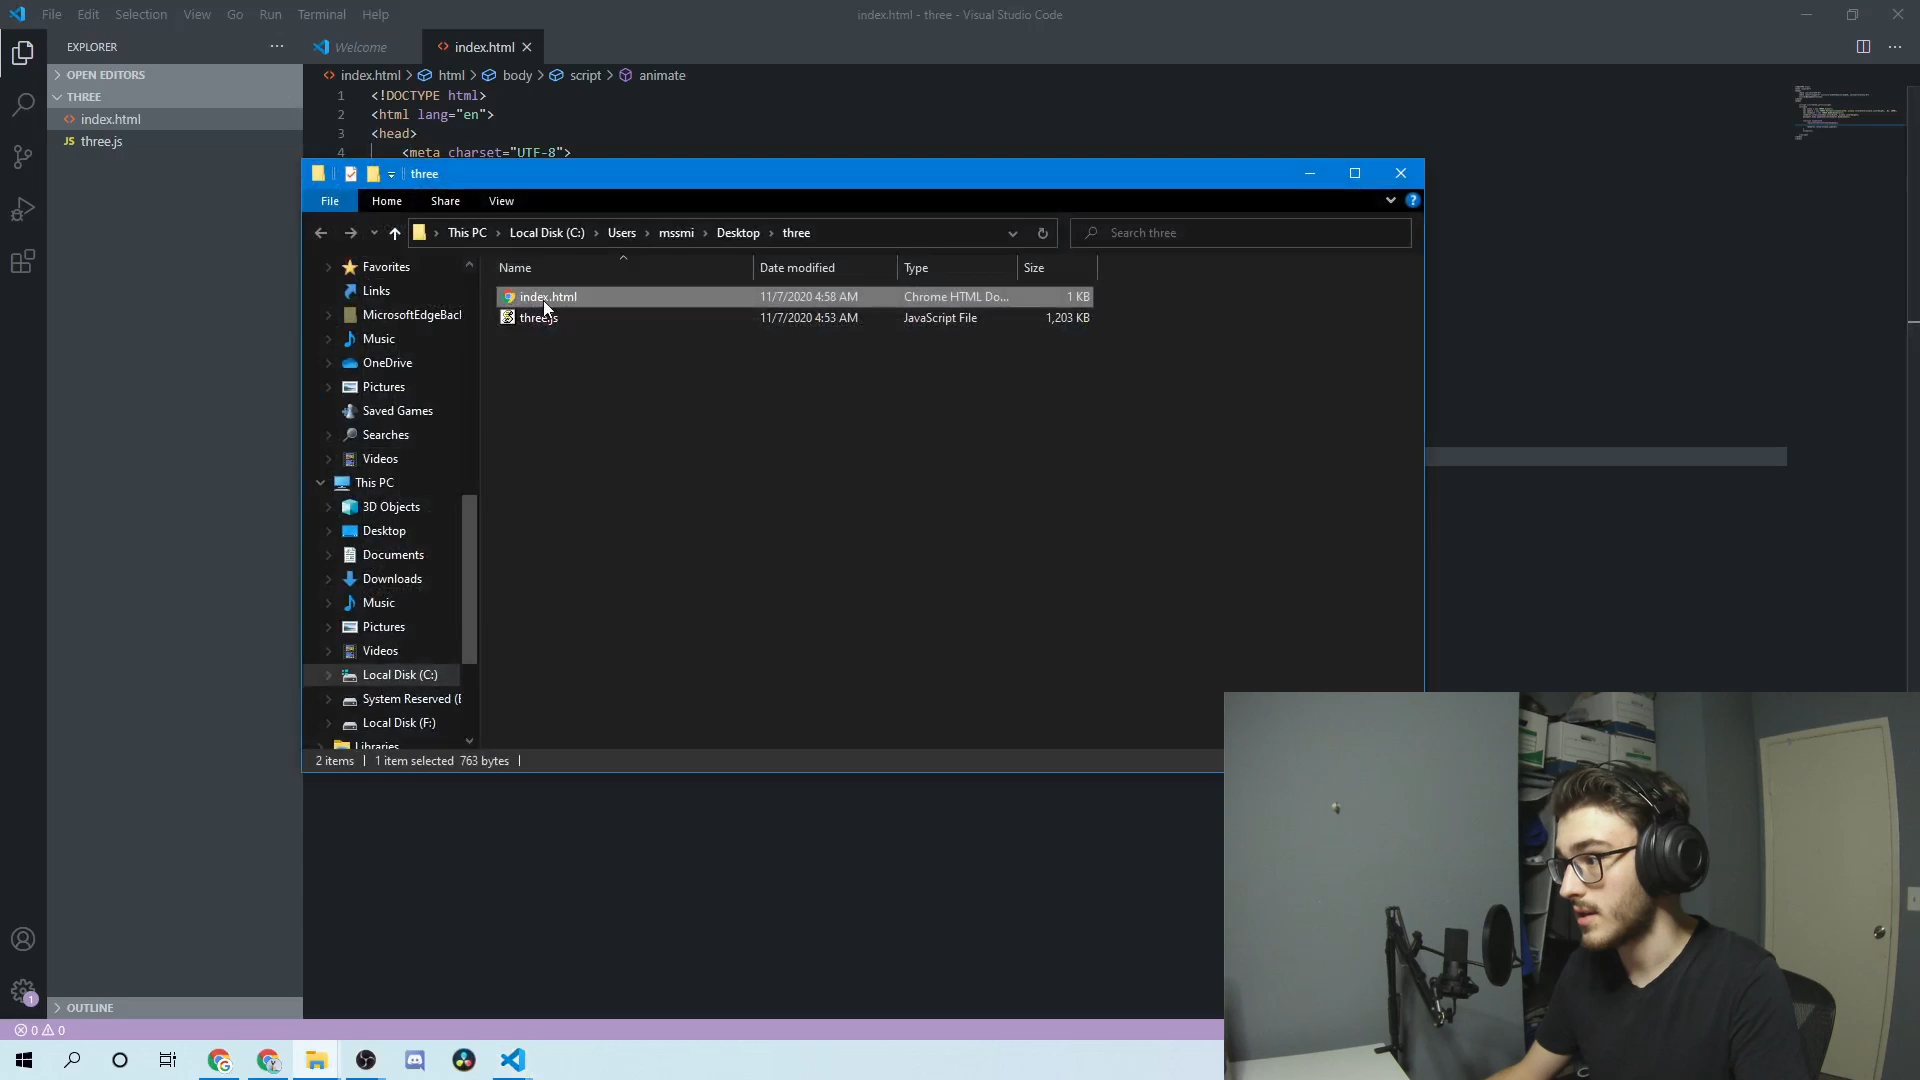 File Edit Selection View Go Run Terminal Help
index.html - three - Visual Studio Code
EXPLORER
Welcome
index.html
OPEN EDITORS
index.html > html > body > script > animate
THREE
index.html
JS three.js
1 <!DOCTYPE html>
2 <html lang="en">
3 <head>
4 <meta charset="UTF-8">
three
File Home Share View
This PC > Local Disk (C:) > Users > mssmi > Desktop > three
Search three
Name Date modified Type Size
index.html 11/7/2020 4:58 AM Chrome HTML Do... 1 KB
three.js 11/7/2020 4:53 AM JavaScript File 1,203 KB
Favorites
Links
MicrosoftEdgeBacl
Music
OneDrive
Pictures
Saved Games
Searches
Videos
This PC
3D Objects
Desktop
Documents
Downloads
Music
Pictures
Videos
Local Disk (C:)
System Reserved (E
Local Disk (F:)
Libraries
2 items 1 item selected 763 bytes
OUTLINE
0 0
1